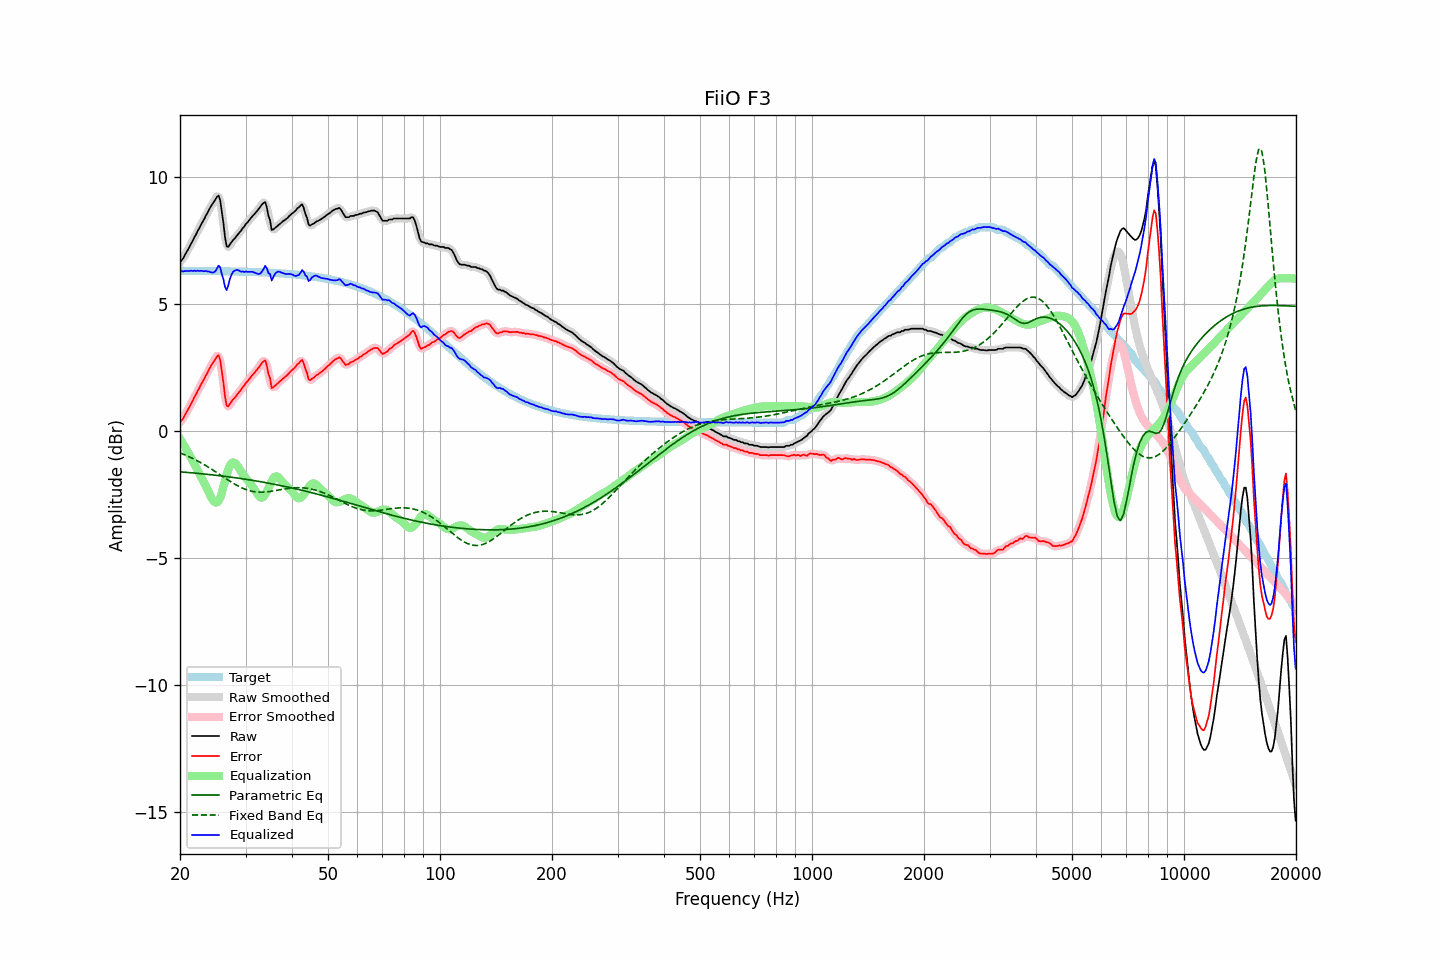 FiiO F3
Amplitude (dBr)
10
5
0
−5
−10
−15
Target
Raw Smoothed
Error Smoothed
Raw
Error
Equalization
Parametric Eq
Fixed Band Eq
Equalized
20 50 100 200 500 1000 2000 5000 10000 20000
Frequency (Hz)